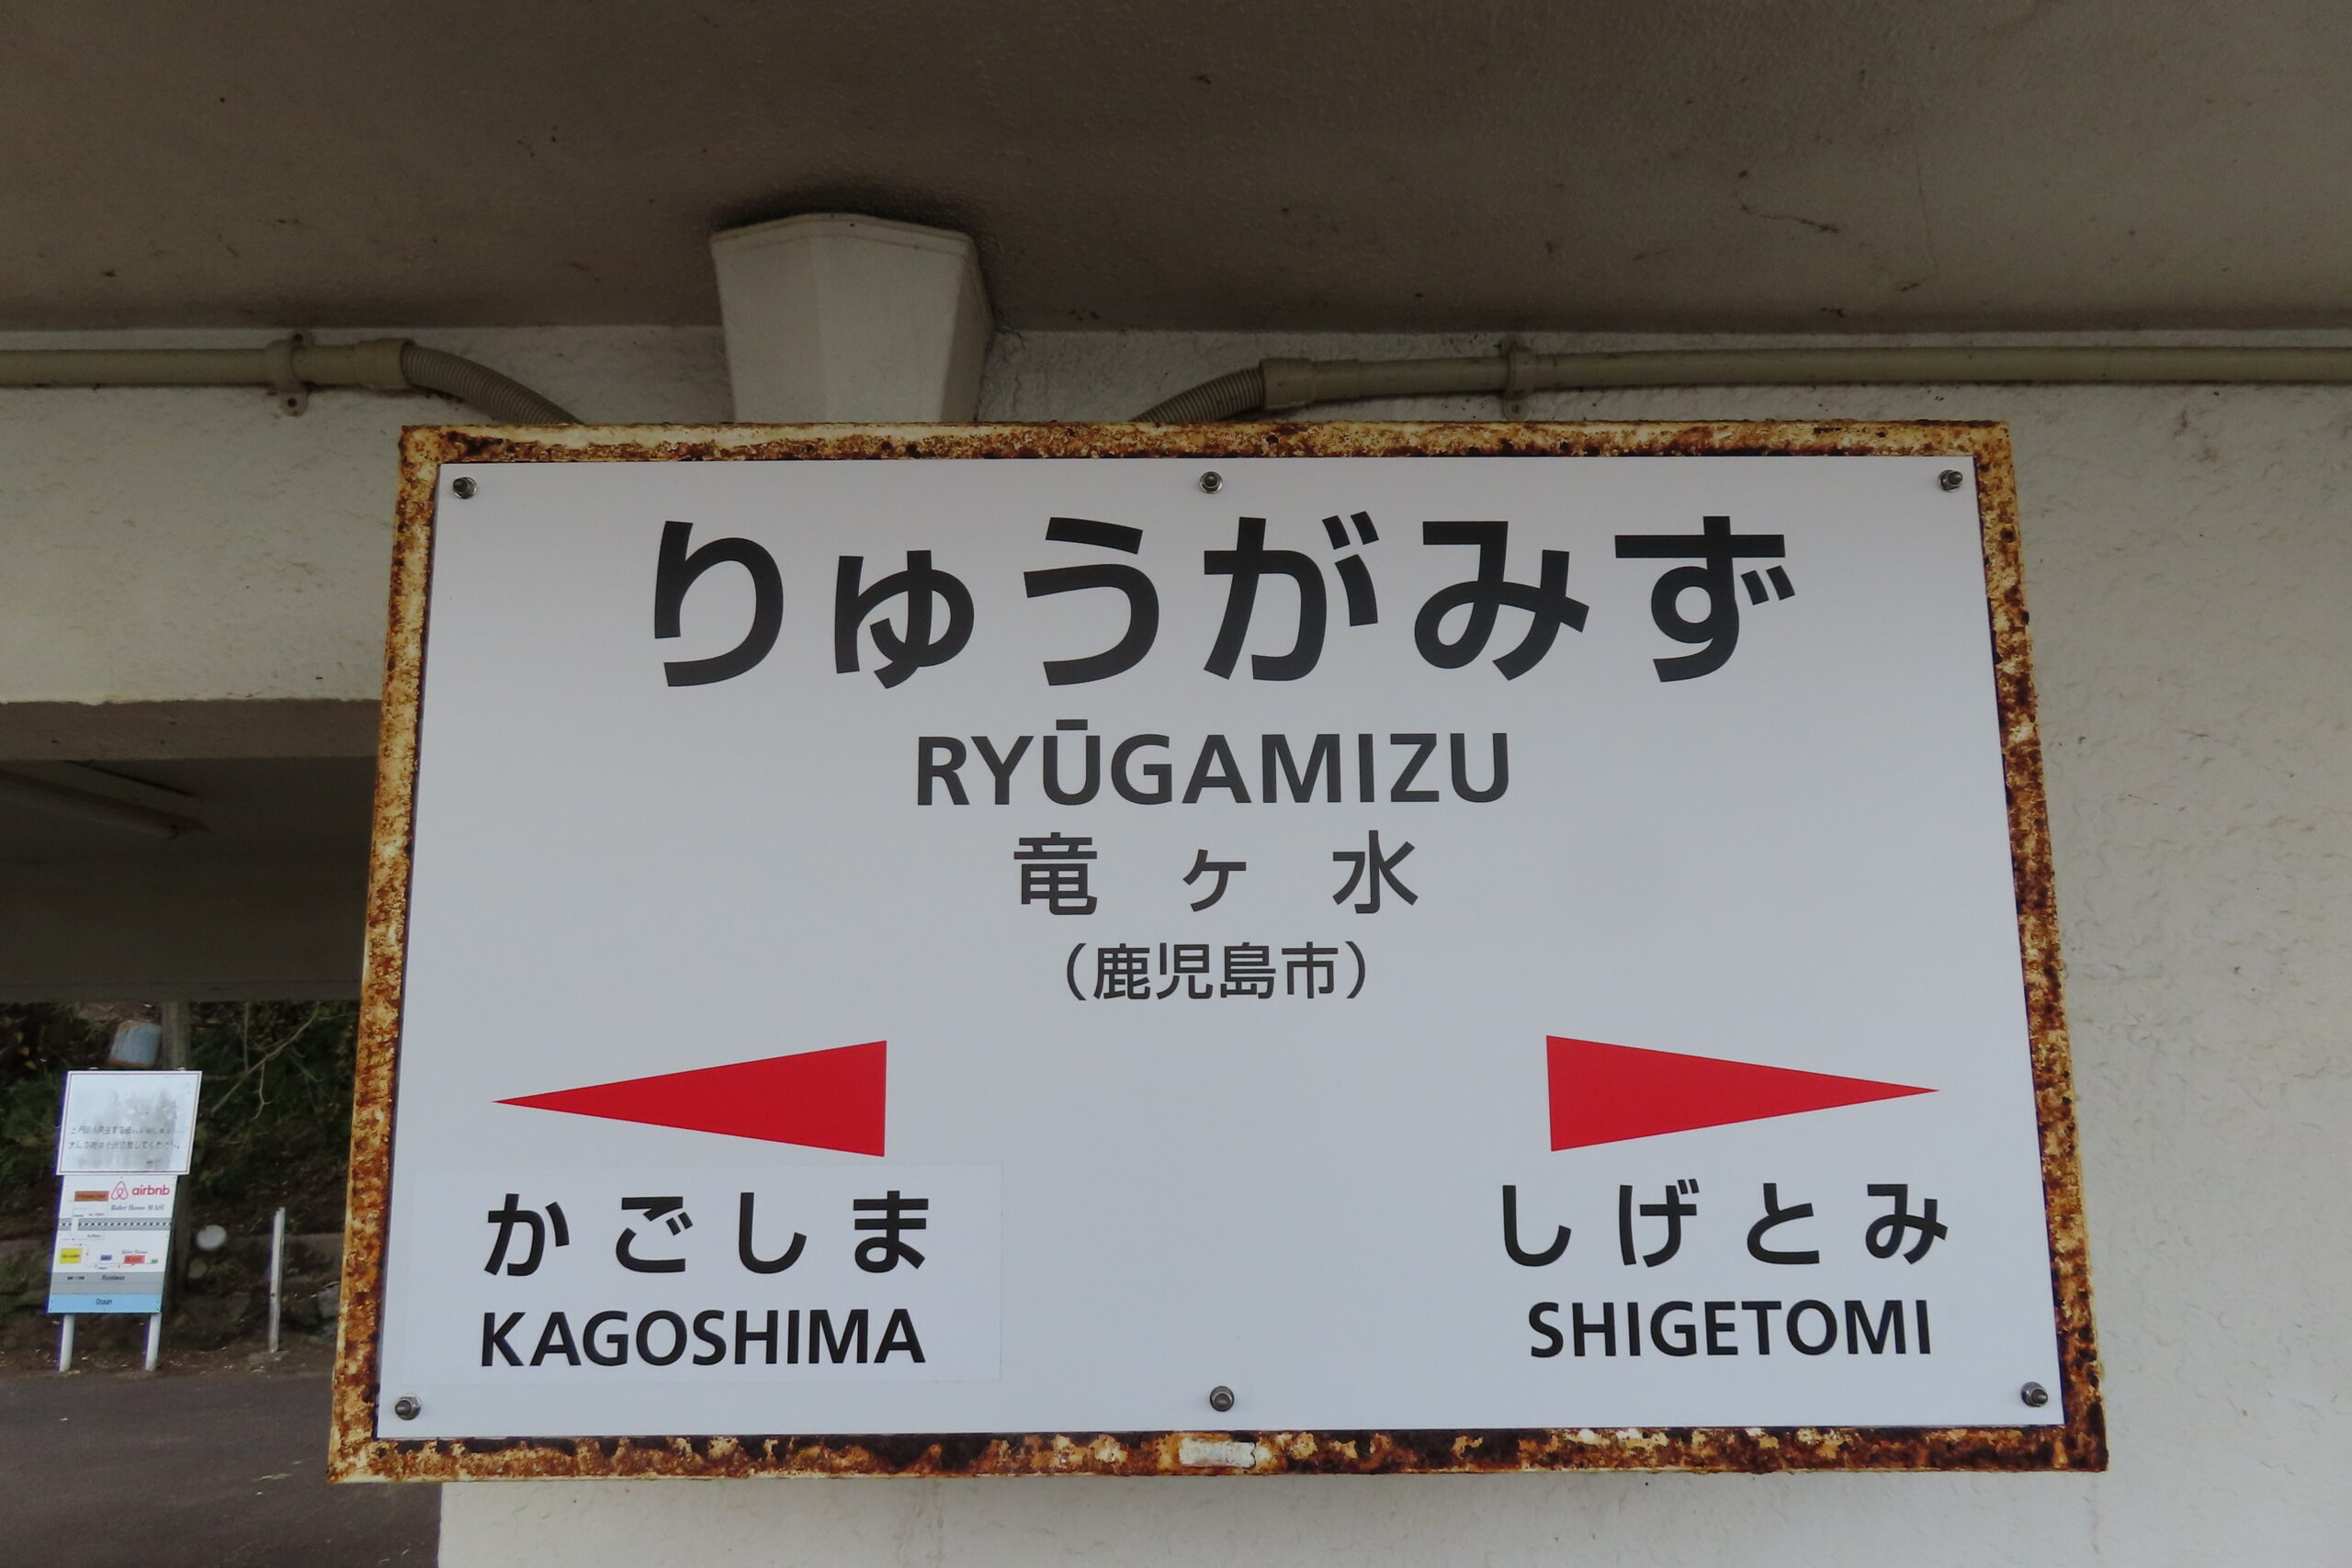 りゅうがみず
RYŪGAMIZU
竜ヶ水
（鹿児島市）
かごしま
KAGOSHIMA
しげとみ
SHIGETOMI
airbnb